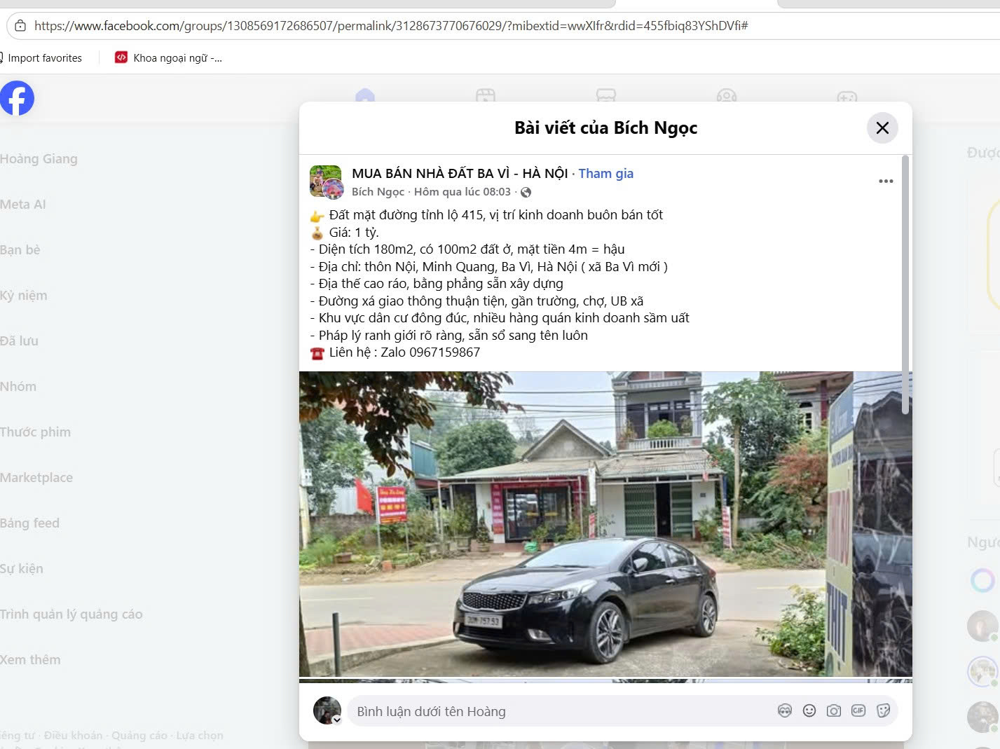 https://www.facebook.com/groups/1308569172686507/permalink/3128673770676029/?mibextid=wwXIfr&rdid=455fbiq83YShDVfi#
Import favorites
Khoa ngoại ngữ -...
Bài viết của Bích Ngọc
Hoàng Giang
Meta AI
Bạn bè
Kỷ niệm
Đã lưu
Nhóm
Thước phim
Marketplace
Bảng feed
Sự kiện
Trình quản lý quảng cáo
Xem thêm
Điều khoản · Quảng cáo · Lựa chọn
MUA BÁN NHÀ ĐẤT BA VÌ - HÀ NỘI · Tham gia
Bích Ngọc · Hôm qua lúc 08:03 ·
👉 Đất mặt đường tỉnh lộ 415, vị trí kinh doanh buôn bán tốt
💰 Giá: 1 tỷ.
- Diện tích 180m2, có 100m2 đất ở, mặt tiền 4m = hậu
- Địa chỉ: thôn Nội, Minh Quang, Ba Vì, Hà Nội ( xã Ba Vì mới )
- Địa thế cao ráo, bằng phẳng sẵn xây dựng
- Đường xá giao thông thuận tiện, gần trường, chợ, UB xã
- Khu vực dân cư đông đúc, nhiều hàng quán kinh doanh sầm uất
- Pháp lý ranh giới rõ ràng, sẵn sổ sang tên luôn
☎️ Liên hệ : Zalo 0967159867
THỊT
Bình luận dưới tên Hoàng
GIF
Được
Ngườ